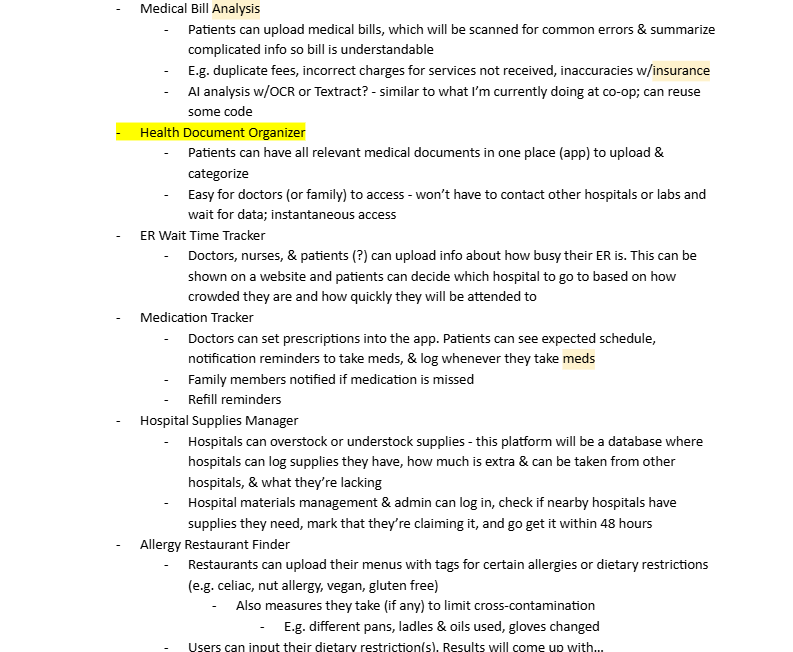 - Medical Bill Analysis
- Patients can upload medical bills, which will be scanned for common errors & summarize
complicated info so bill is understandable
- E.g. duplicate fees, incorrect charges for services not received, inaccuracies w/insurance
- AI analysis w/OCR or Textract? - similar to what I'm currently doing at co-op; can reuse
some code
- Health Document Organizer
- Patients can have all relevant medical documents in one place (app) to upload &
categorize
- Easy for doctors (or family) to access - won't have to contact other hospitals or labs and
wait for data; instantaneous access
- ER Wait Time Tracker
- Doctors, nurses, & patients (?) can upload info about how busy their ER is. This can be
shown on a website and patients can decide which hospital to go to based on how
crowded they are and how quickly they will be attended to
- Medication Tracker
- Doctors can set prescriptions into the app. Patients can see expected schedule,
notification reminders to take meds, & log whenever they take meds
- Family members notified if medication is missed
- Refill reminders
- Hospital Supplies Manager
- Hospitals can overstock or understock supplies - this platform will be a database where
hospitals can log supplies they have, how much is extra & can be taken from other
hospitals, & what they're lacking
- Hospital materials management & admin can log in, check if nearby hospitals have
supplies they need, mark that they're claiming it, and go get it within 48 hours
- Allergy Restaurant Finder
- Restaurants can upload their menus with tags for certain allergies or dietary restrictions
(e.g. celiac, nut allergy, vegan, gluten free)
- Also measures they take (if any) to limit cross-contamination
- E.g. different pans, ladles & oils used, gloves changed
- Users can input their dietary restriction(s). Results will come up with...